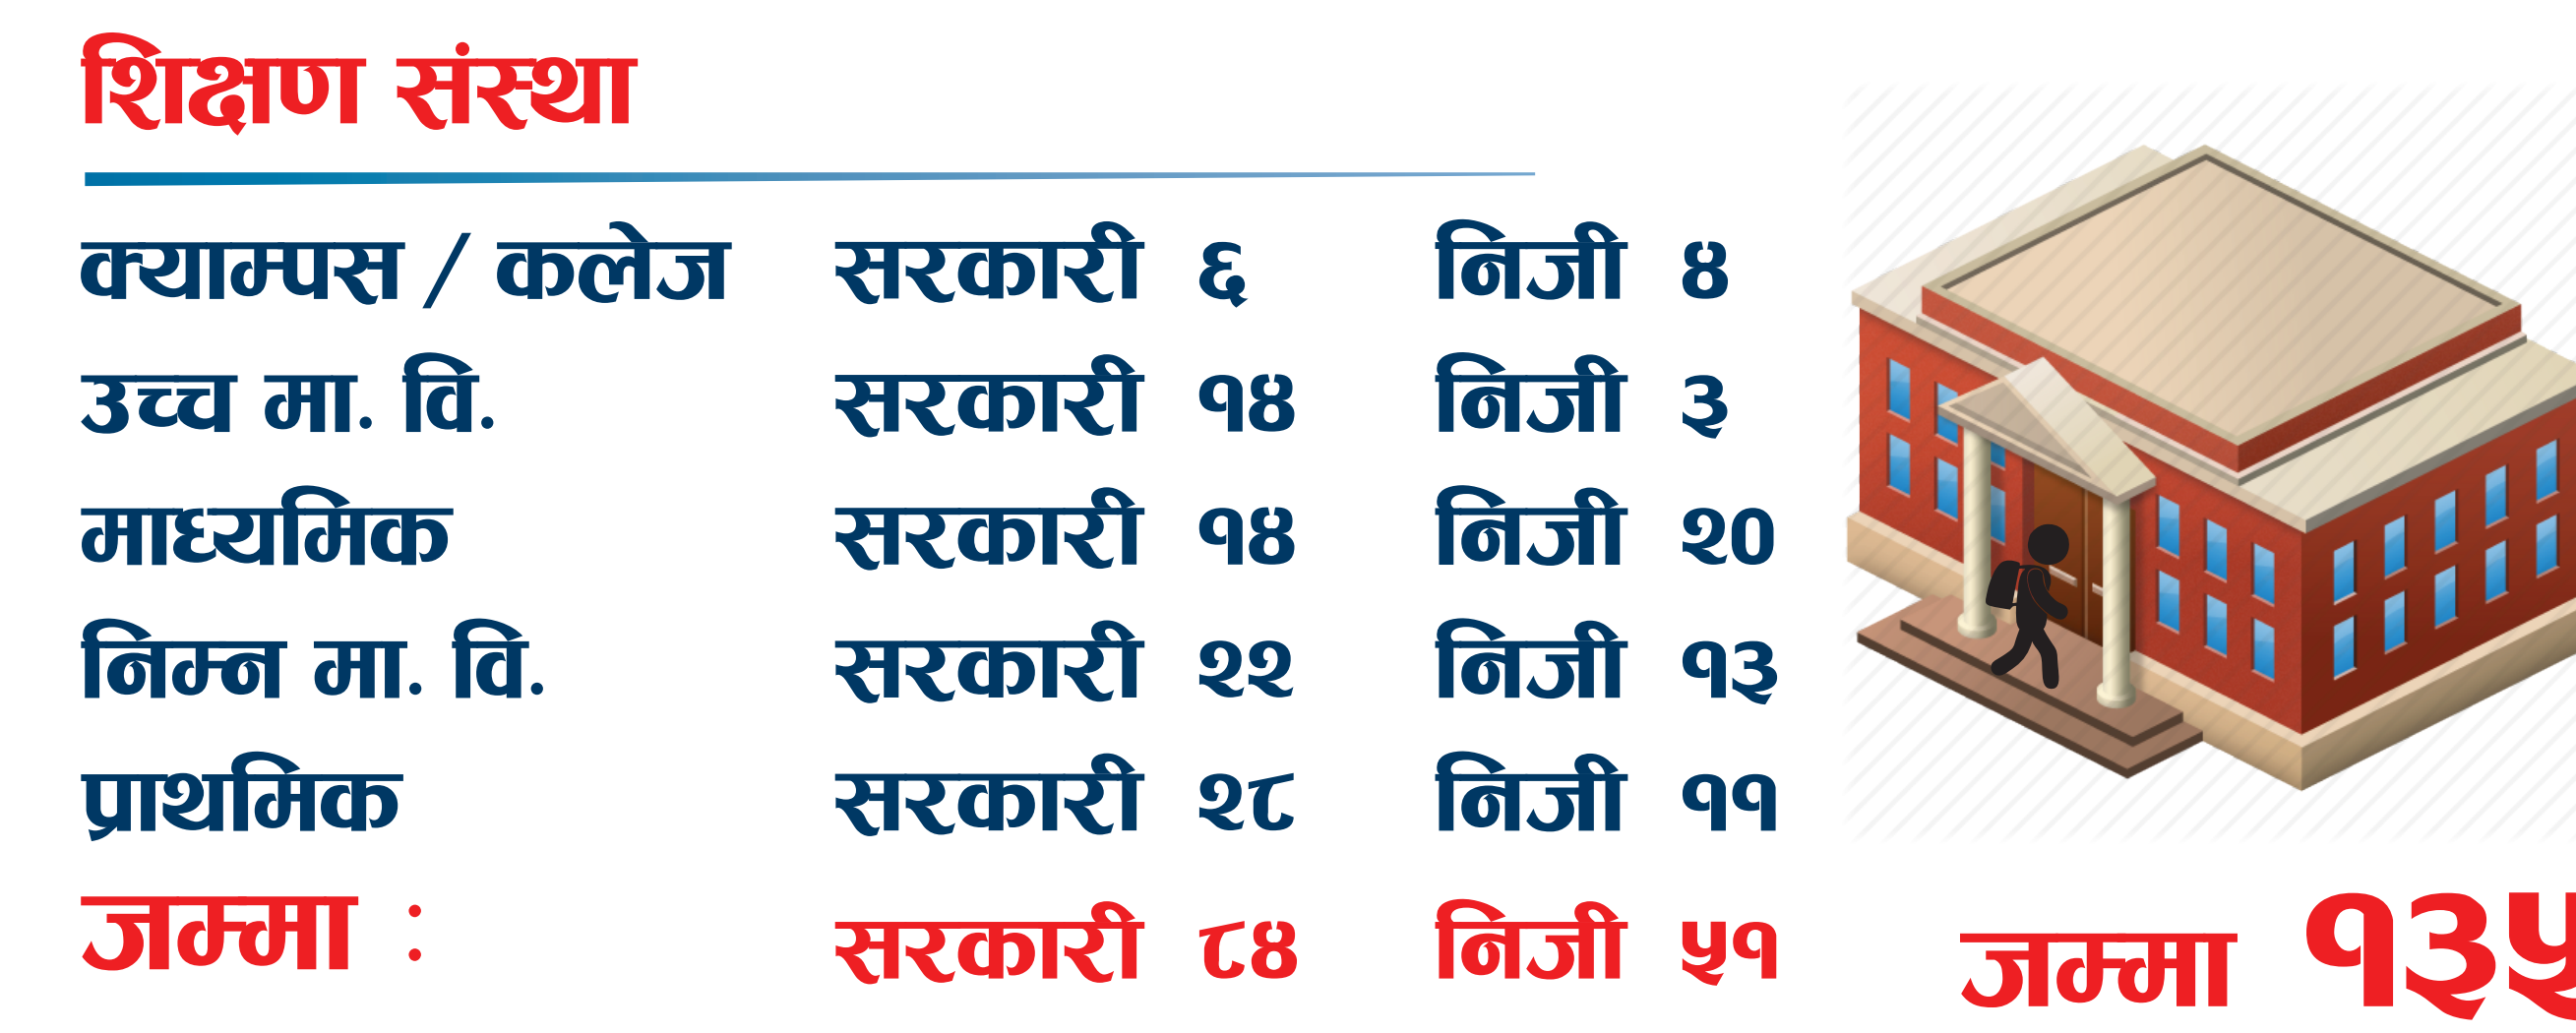 शिक्षण संस्था
क्याम्पस / कलेज सरकारी ६ निजी ४
उच्च मा. वि. सरकारी १४ निजी ३
माध्यमिक सरकारी १४ निजी २०
निम्न मा. वि. सरकारी २२ निजी १३
प्राथमिक सरकारी २८ निजी ११
जम्मा : सरकारी ८४ निजी ५१
जम्मा १३५